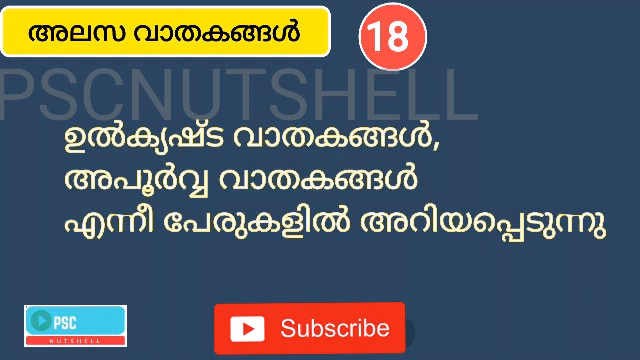 അലസ വാതകങ്ങൾ
18
PSCNUTSHELL
ഉൽകൃഷ്ട വാതകങ്ങൾ,
അപൂർവ്വ വാതകങ്ങൾ
എന്നീ പേരുകളിൽ അറിയപ്പെടുന്നു
PSC
NUTSHELL
Subscribe